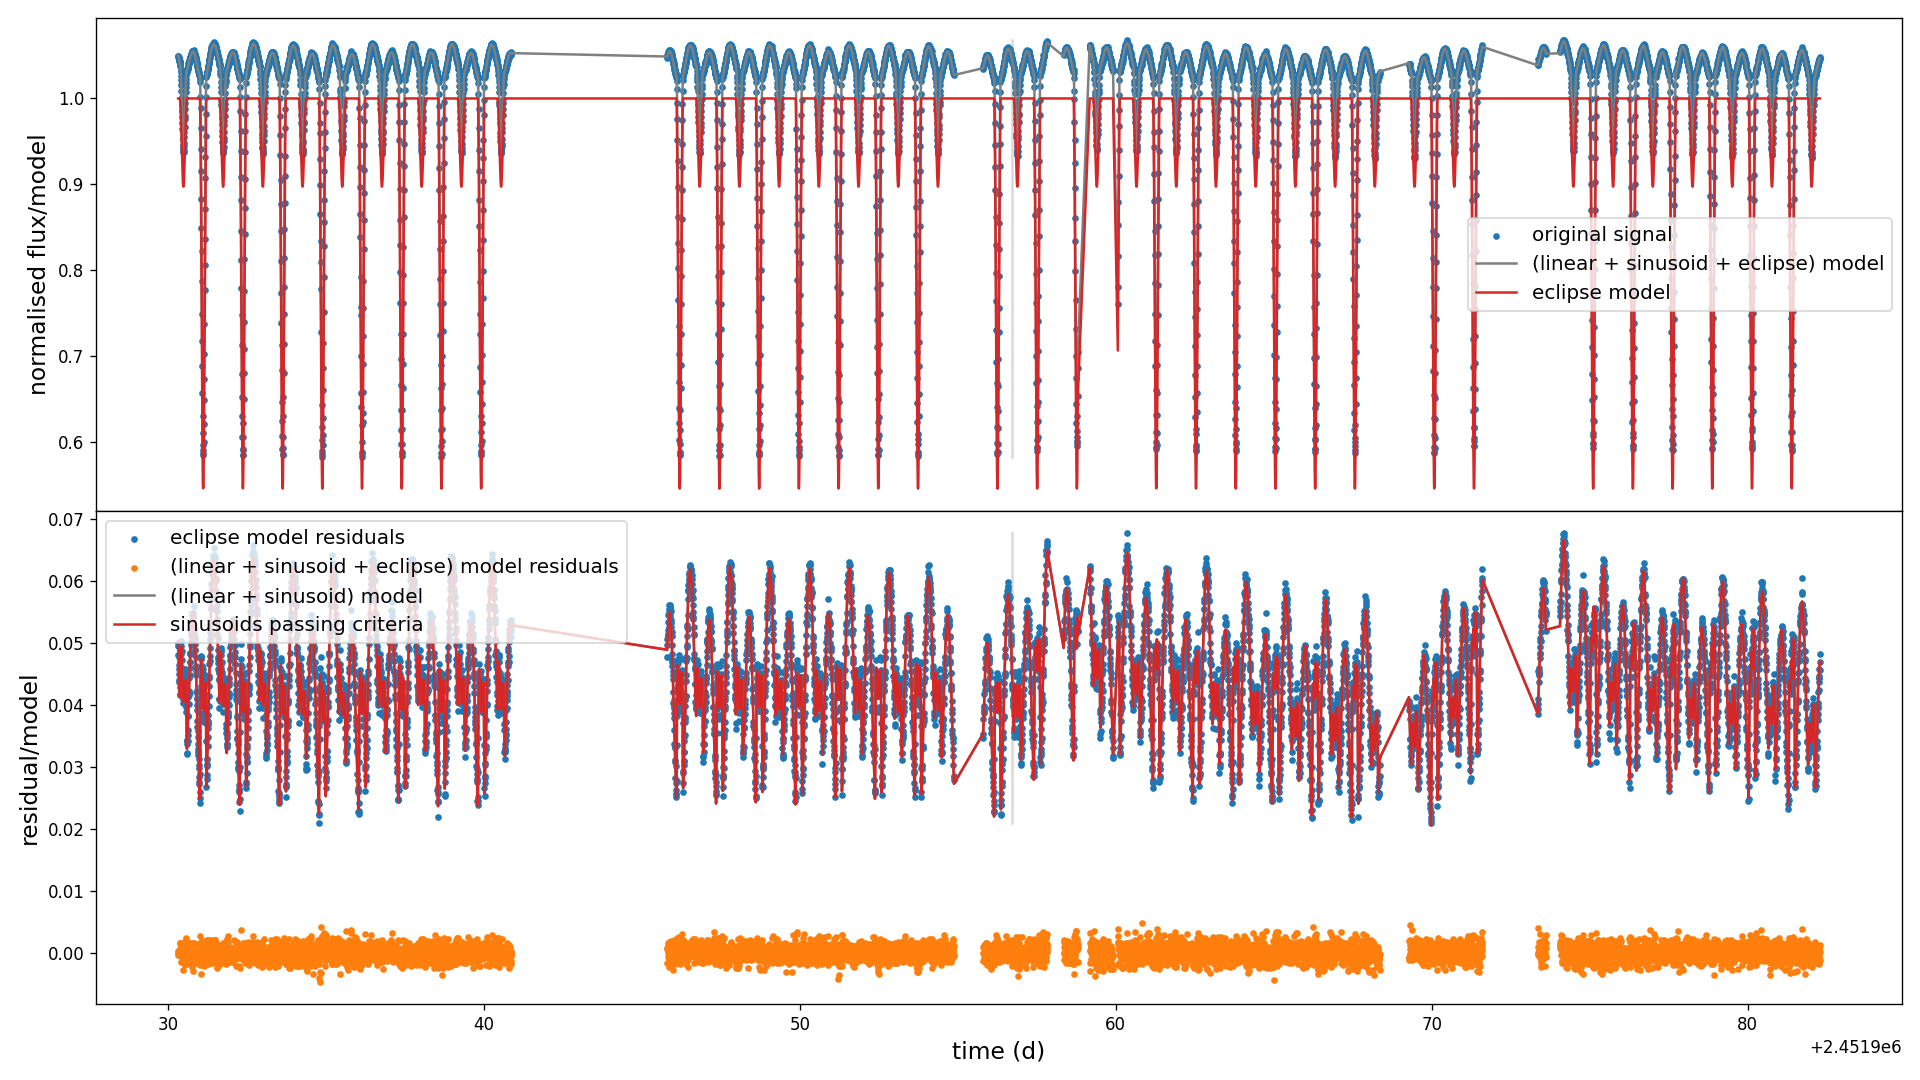 1.0
0.9
0.8
0.7
0.6
normalised flux/model
original signal
(linear + sinusoid + eclipse) model
eclipse model
0.07
0.06
0.05
0.04
0.03
0.02
0.01
0.00
residual/model
eclipse model residuals
(linear + sinusoid + eclipse) model residuals
(linear + sinusoid) model
sinusoids passing criteria
30
40
50
60
70
80
time (d)
+2.4519e6